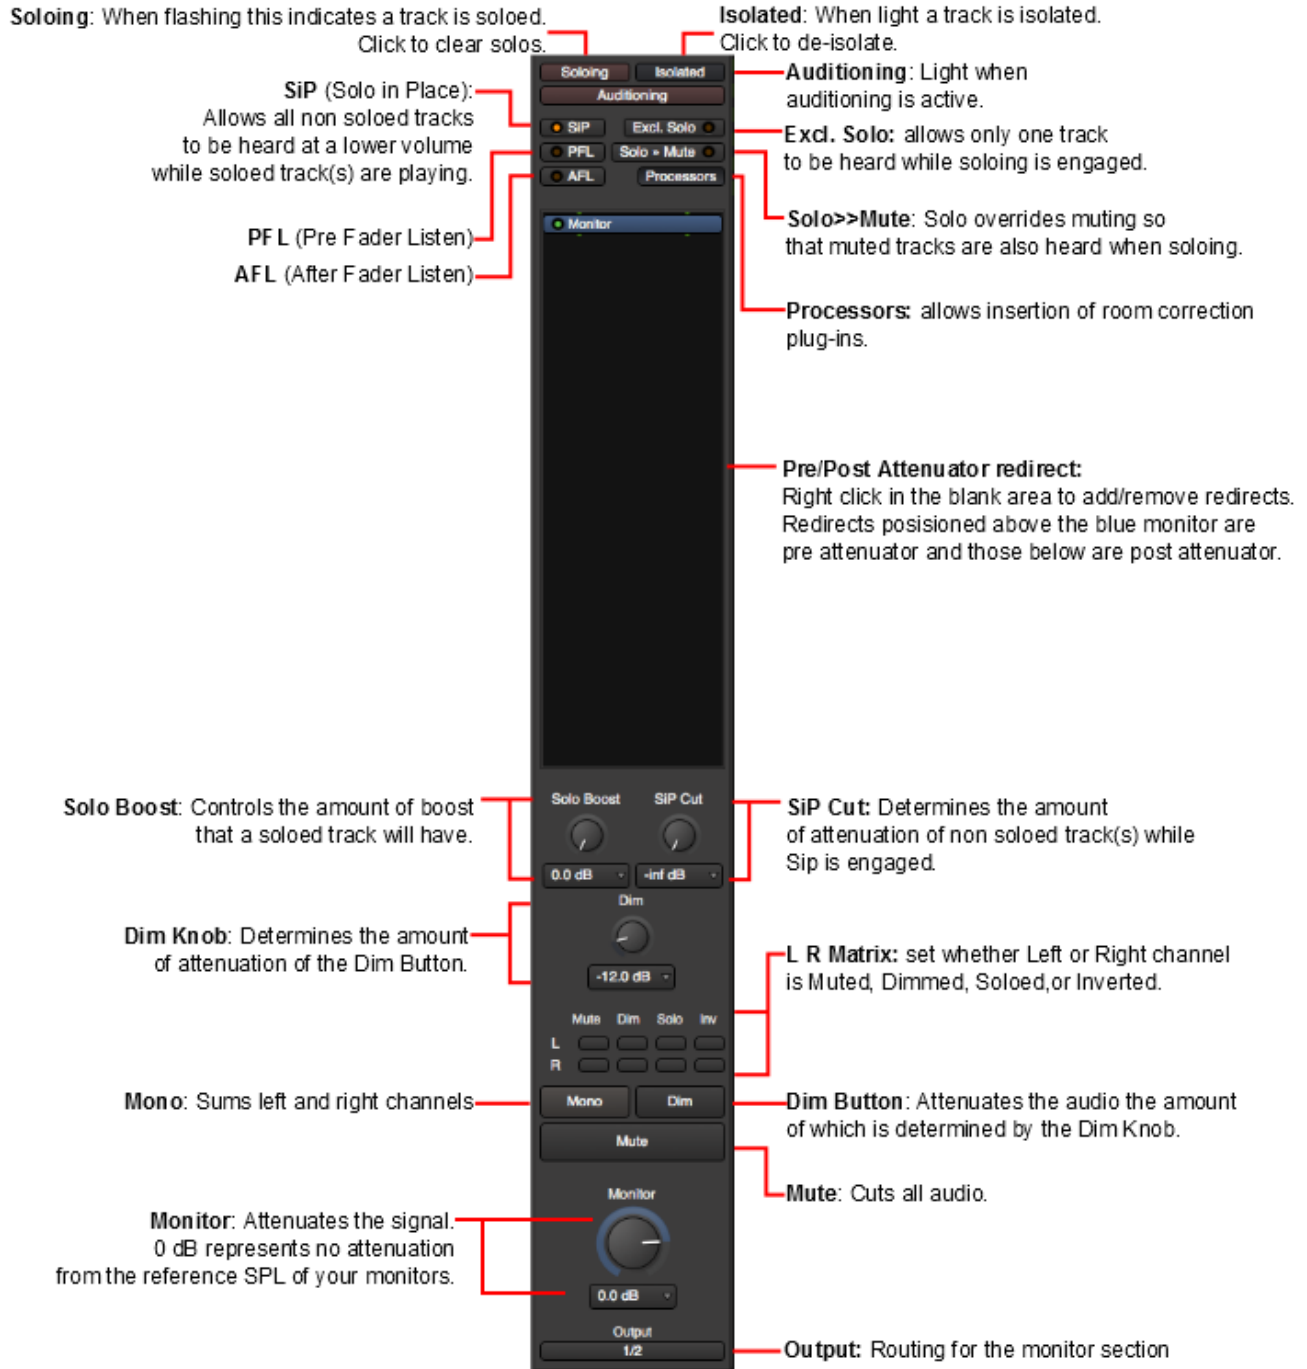 Soloing: When flashing this indicates a track is soloed.
Click to clear solos.
Isolated: When light a track is isolated.
Click to de-isolate.
Soloing
Isolated
Auditioning
Auditioning: Light when
auditioning is active.
SiP (Solo in Place):
Allows all non soloed tracks
to be heard at a lower volume
while soloed track(s) are playing.
SiP
Excl. Solo
Excl. Solo: allows only one track
to be heard while soloing is engaged.
PFL
Solo » Mute
AFL
Processors
PFL (Pre Fader Listen)
AFL (After Fader Listen)
Monitor
Solo>>Mute: Solo overrides muting so
that muted tracks are also heard when soloing.
Processors: allows insertion of room correction
plug-ins.
Pre/Post Attenuator redirect:
Right click in the blank area to add/remove redirects.
Redirects posisioned above the blue monitor are
pre attenuator and those below are post attenuator.
Solo Boost: Controls the amount of boost
that a soloed track will have.
Solo Boost
SiP Cut
0.0 dB
-inf dB
SiP Cut: Determines the amount
of attenuation of non soloed track(s) while
Sip is engaged.
Dim Knob: Determines the amount
of attenuation of the Dim Button.
Dim
-12.0 dB
L R Matrix: set whether Left or Right channel
is Muted, Dimmed, Soloed,or Inverted.
Mute Dim Solo Inv
L
R
Mono: Sums left and right channels
Mono
Dim
Dim Button: Attenuates the audio the amount
of which is determined by the Dim Knob.
Mute
Mute: Cuts all audio.
Monitor: Attenuates the signal.
0 dB represents no attenuation
from the reference SPL of your monitors.
Monitor
0.0 dB
Output
1/2
Output: Routing for the monitor section